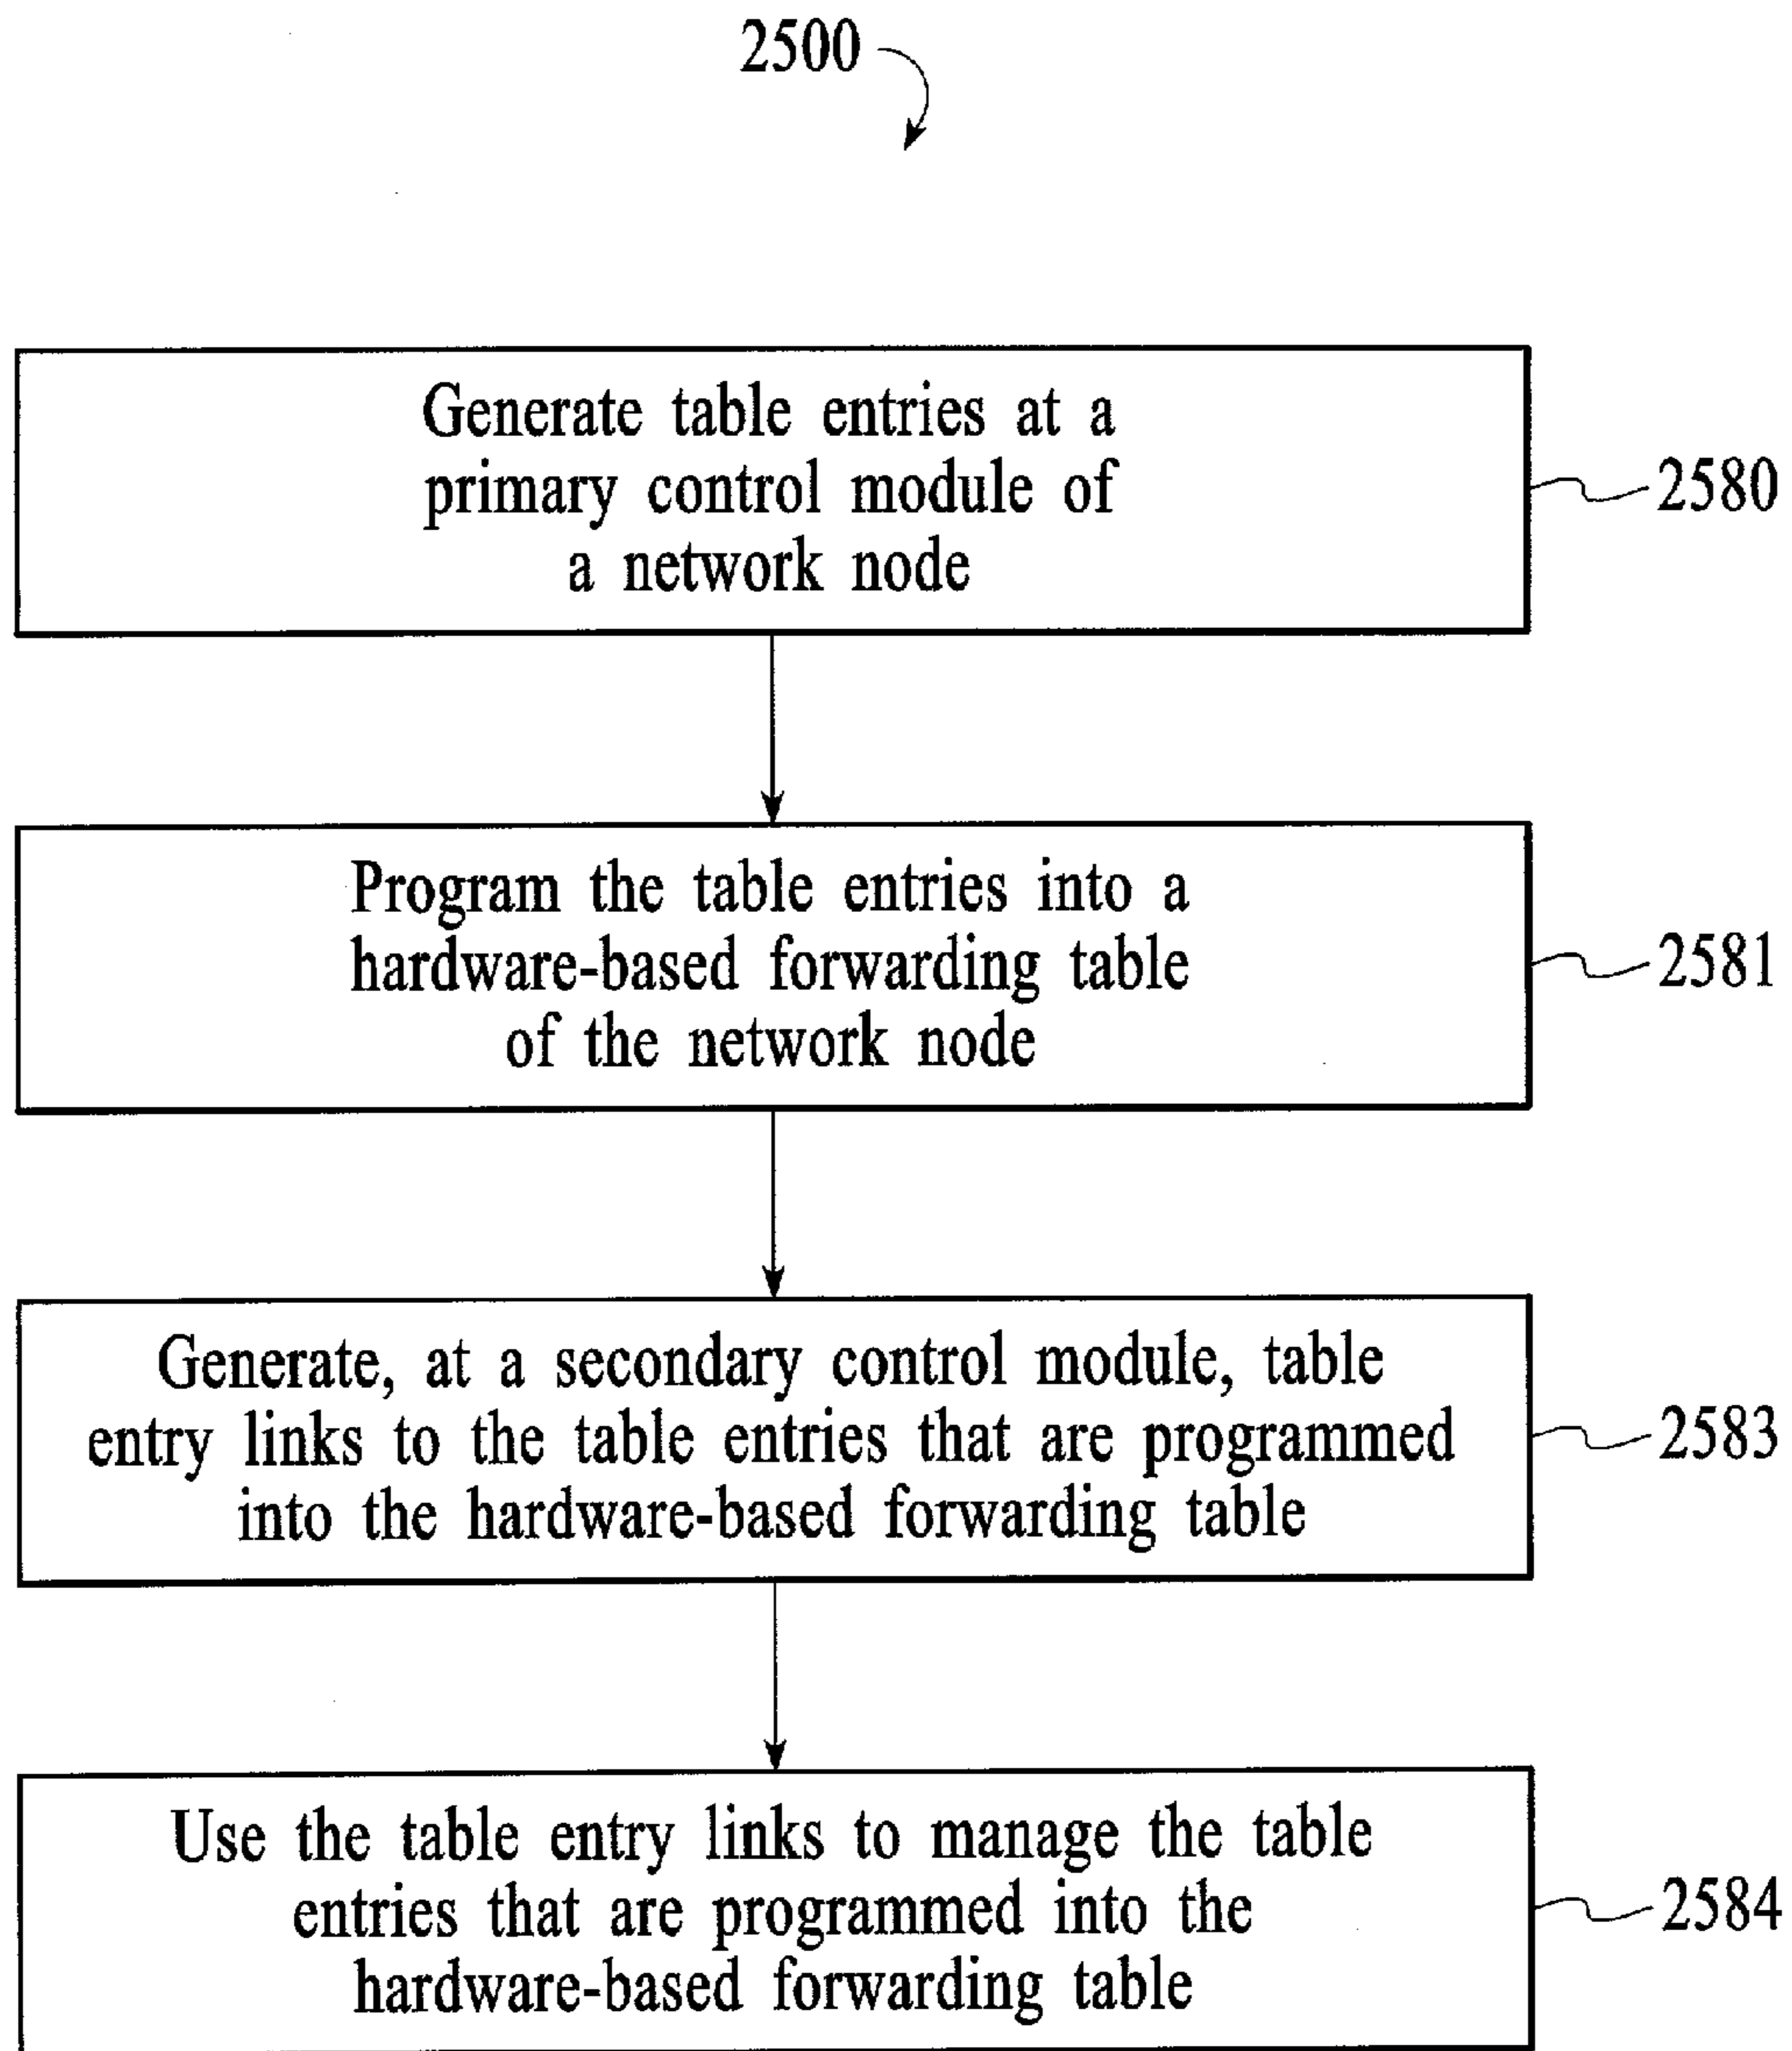 2500
Generate table entries at a
primary control module of
a network node
2580
Program the table entries into a
hardware-based forwarding table
of the network node
2581
Generate, at a secondary control module, table
entry links to the table entries that are programmed
into the hardware-based forwarding table
2583
Use the table entry links to manage the table
entries that are programmed into the
hardware-based forwarding table
2584